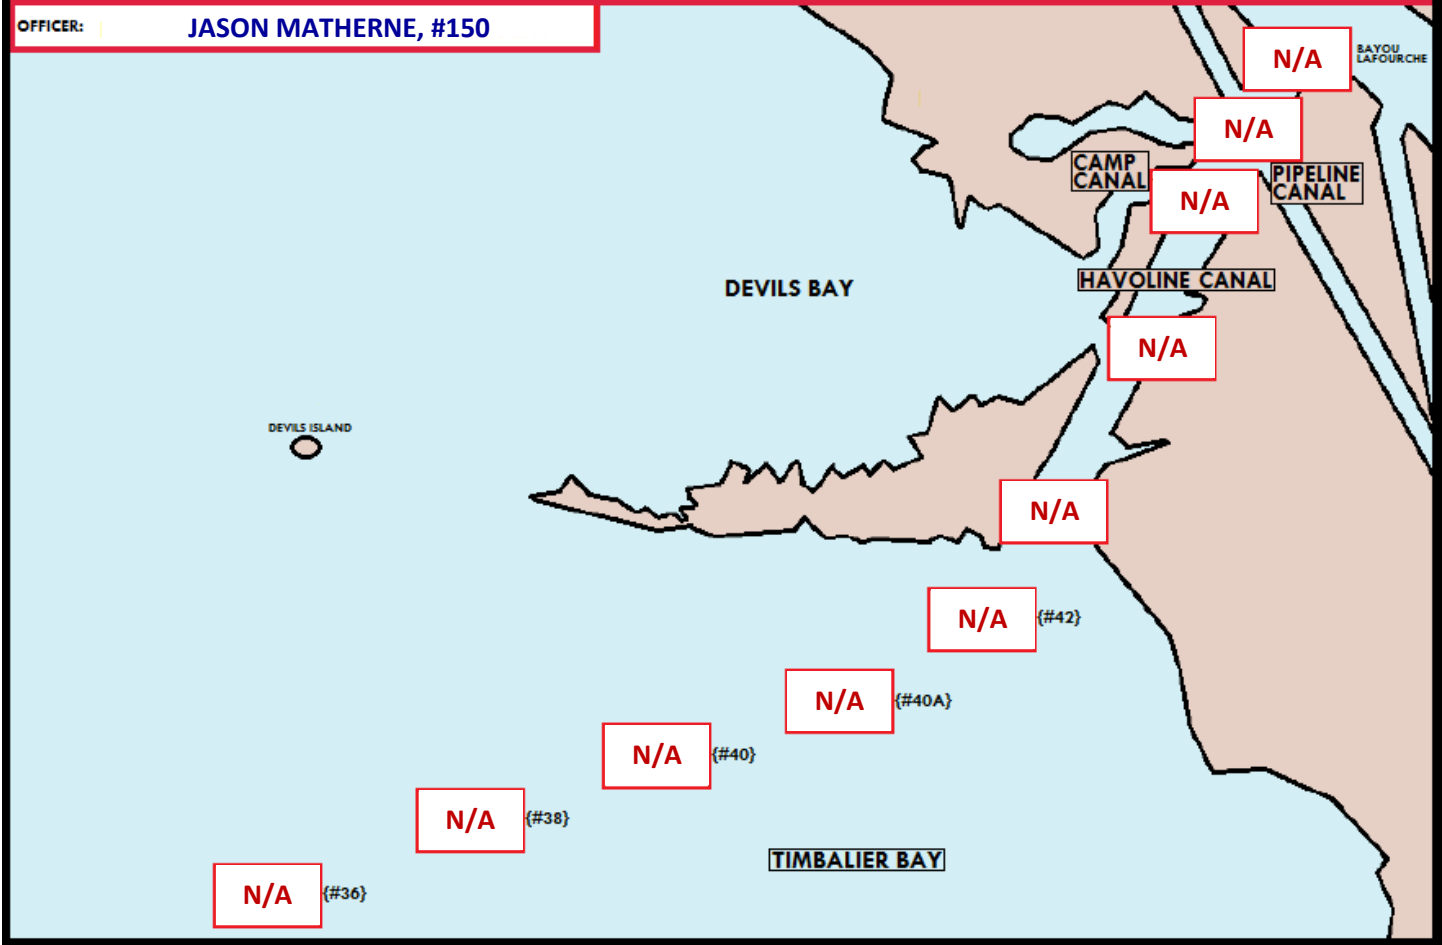 OFFICER: JASON MATHERNE, #150
N/A
BAYOU
LAFOURCHE
N/A
CAMP
CANAL
PIPELINE
CANAL
N/A
HAVOLINE CANAL
DEVILS BAY
N/A
DEVILS ISLAND
N/A
N/A {#42}
N/A {#40A}
N/A {#40}
N/A {#38}
TIMBALIER BAY
N/A {#36}